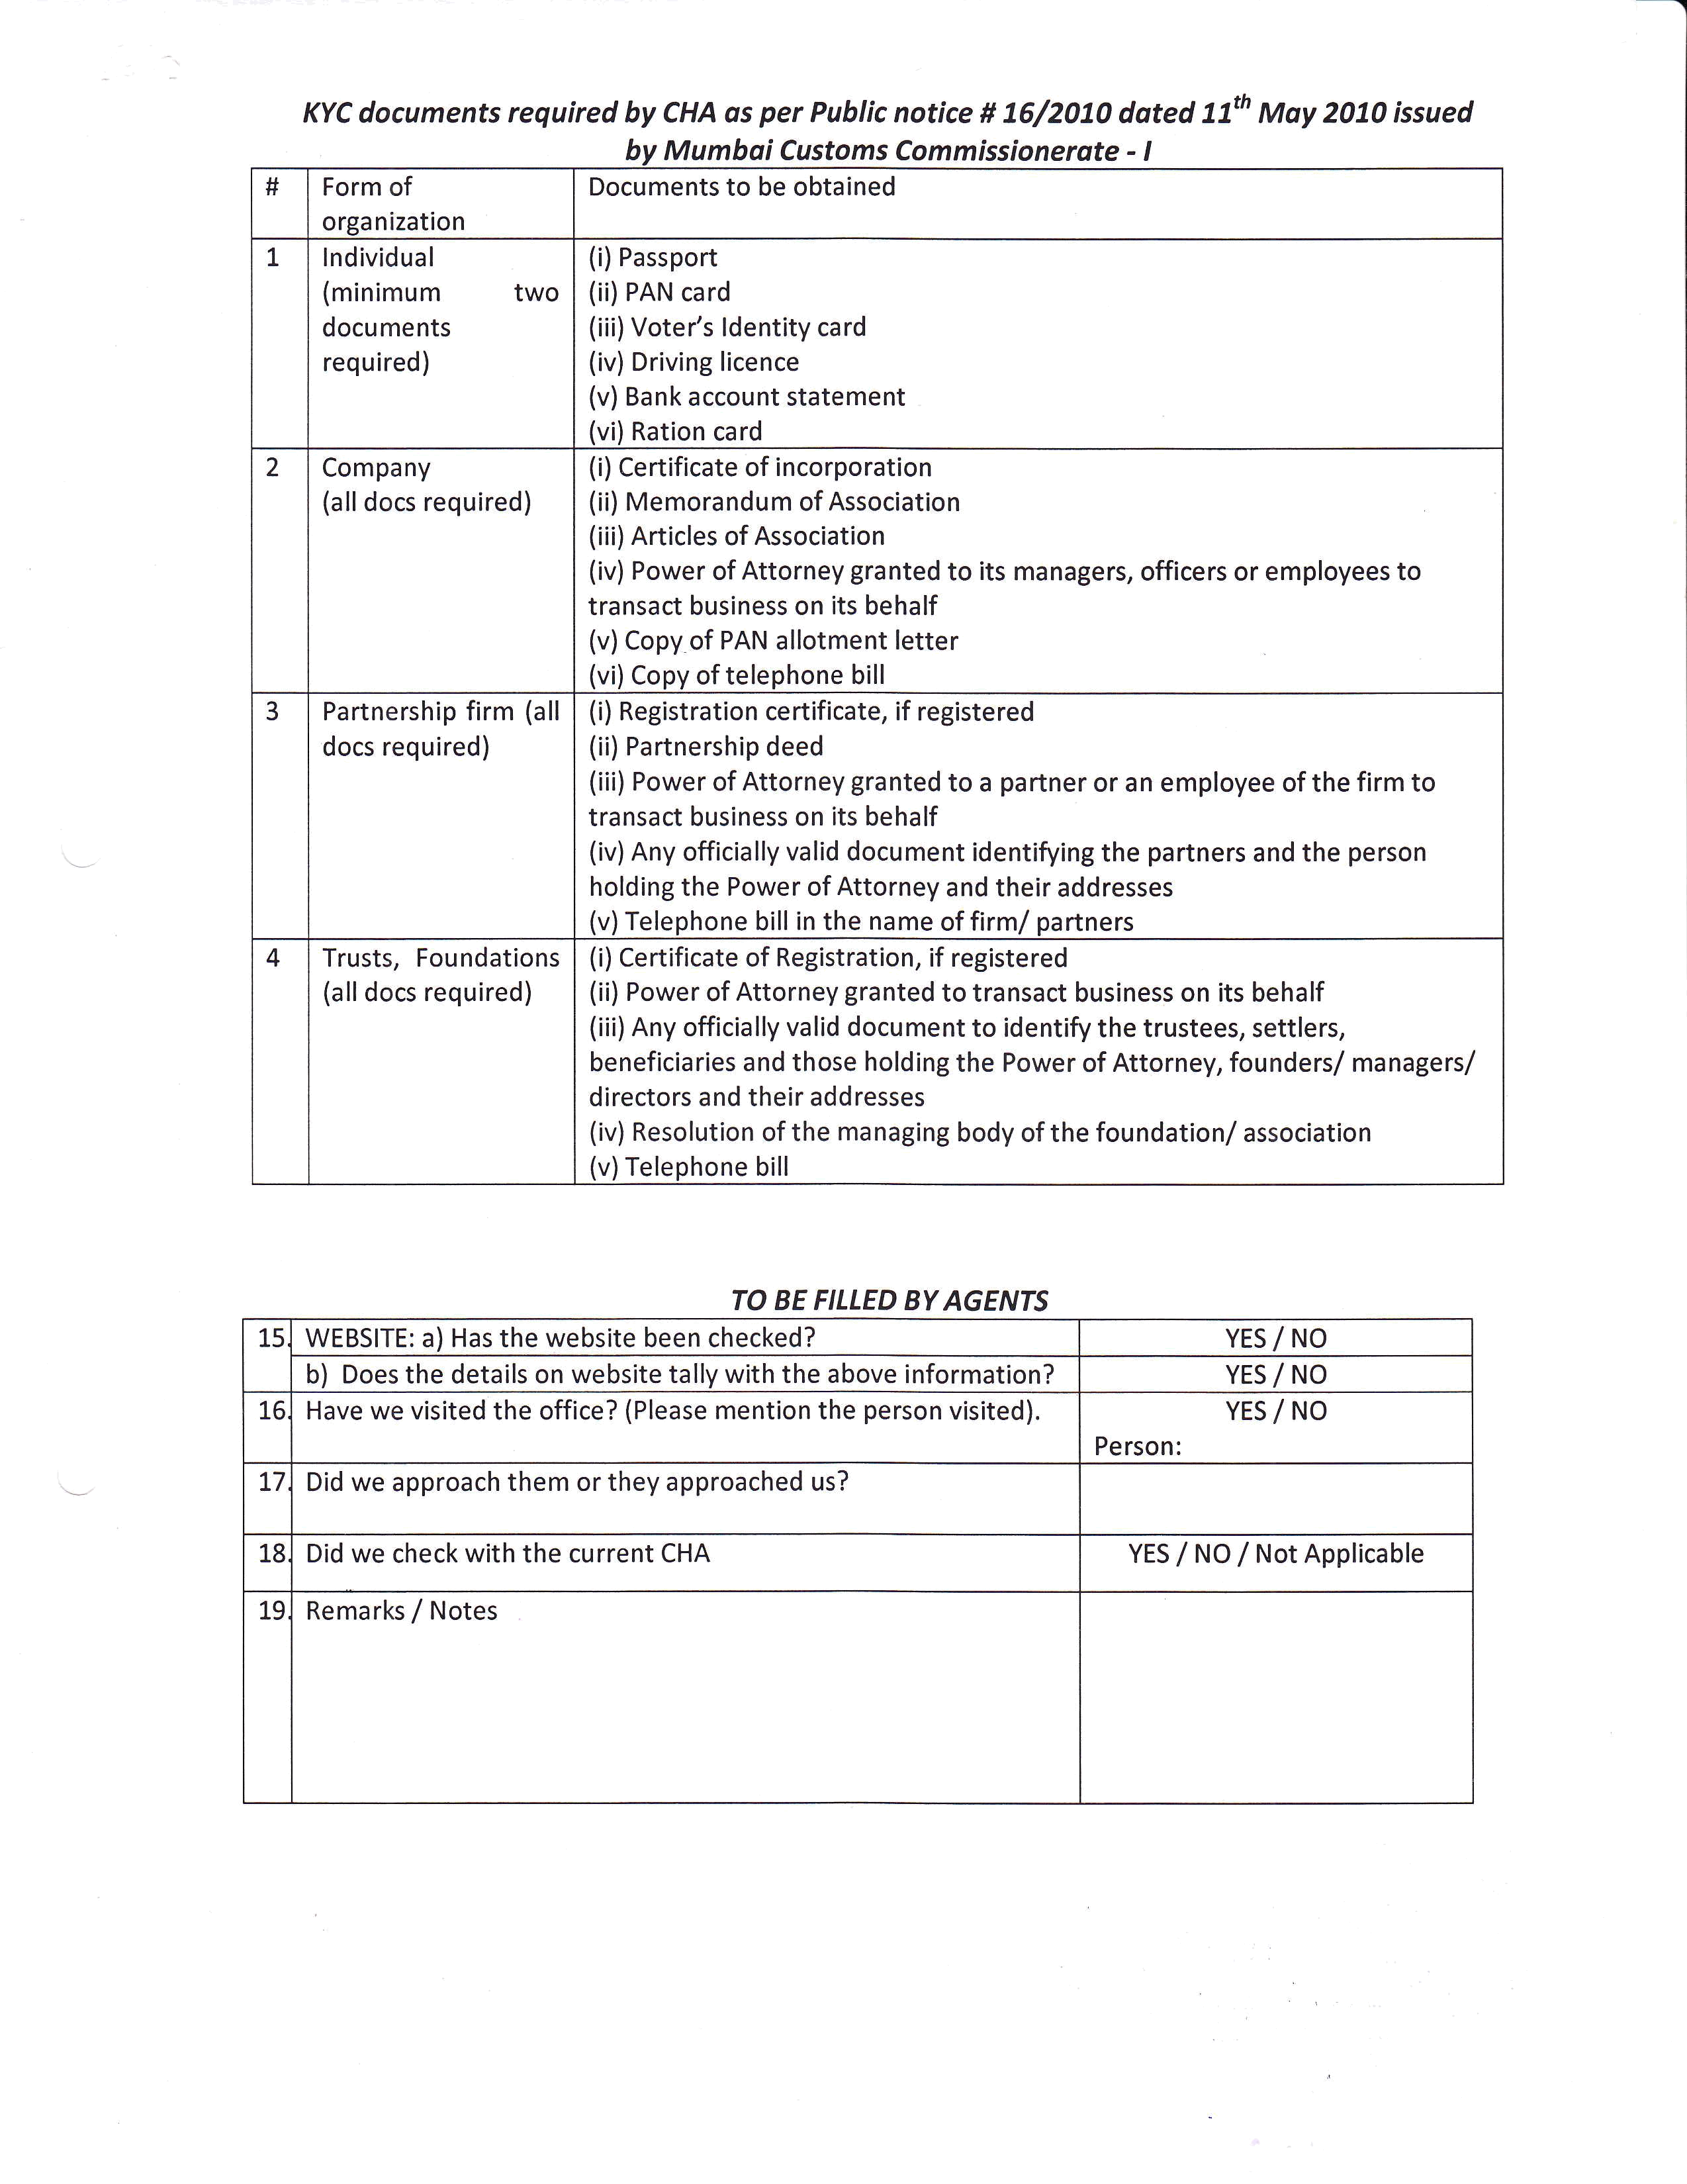 KYC documents required by CHA as per Public notice # 16/2010 dated 11th May 2010 issued
by Mumbai Customs Commissionerate - I
# Form of organization Documents to be obtained
1 Individual (minimum two documents required)
(i) Passport
(ii) PAN card
(iii) Voter's Identity card
(iv) Driving licence
(v) Bank account statement
(vi) Ration card
2 Company (all docs required)
(i) Certificate of incorporation
(ii) Memorandum of Association
(iii) Articles of Association
(iv) Power of Attorney granted to its managers, officers or employees to
transact business on its behalf
(v) Copy of PAN allotment letter
(vi) Copy of telephone bill
3 Partnership firm (all docs required)
(i) Registration certificate, if registered
(ii) Partnership deed
(iii) Power of Attorney granted to a partner or an employee of the firm to
transact business on its behalf
(iv) Any officially valid document identifying the partners and the person
holding the Power of Attorney and their addresses
(v) Telephone bill in the name of firm/ partners
4 Trusts, Foundations (all docs required)
(i) Certificate of Registration, if registered
(ii) Power of Attorney granted to transact business on its behalf
(iii) Any officially valid document to identify the trustees, settlers,
beneficiaries and those holding the Power of Attorney, founders/ managers/
directors and their addresses
(iv) Resolution of the managing body of the foundation/ association
(v) Telephone bill
TO BE FILLED BY AGENTS
15. WEBSITE: a) Has the website been checked? YES / NO
b) Does the details on website tally with the above information? YES / NO
16. Have we visited the office? (Please mention the person visited). YES / NO
Person:
17. Did we approach them or they approached us?
18. Did we check with the current CHA YES / NO / Not Applicable
19. Remarks / Notes